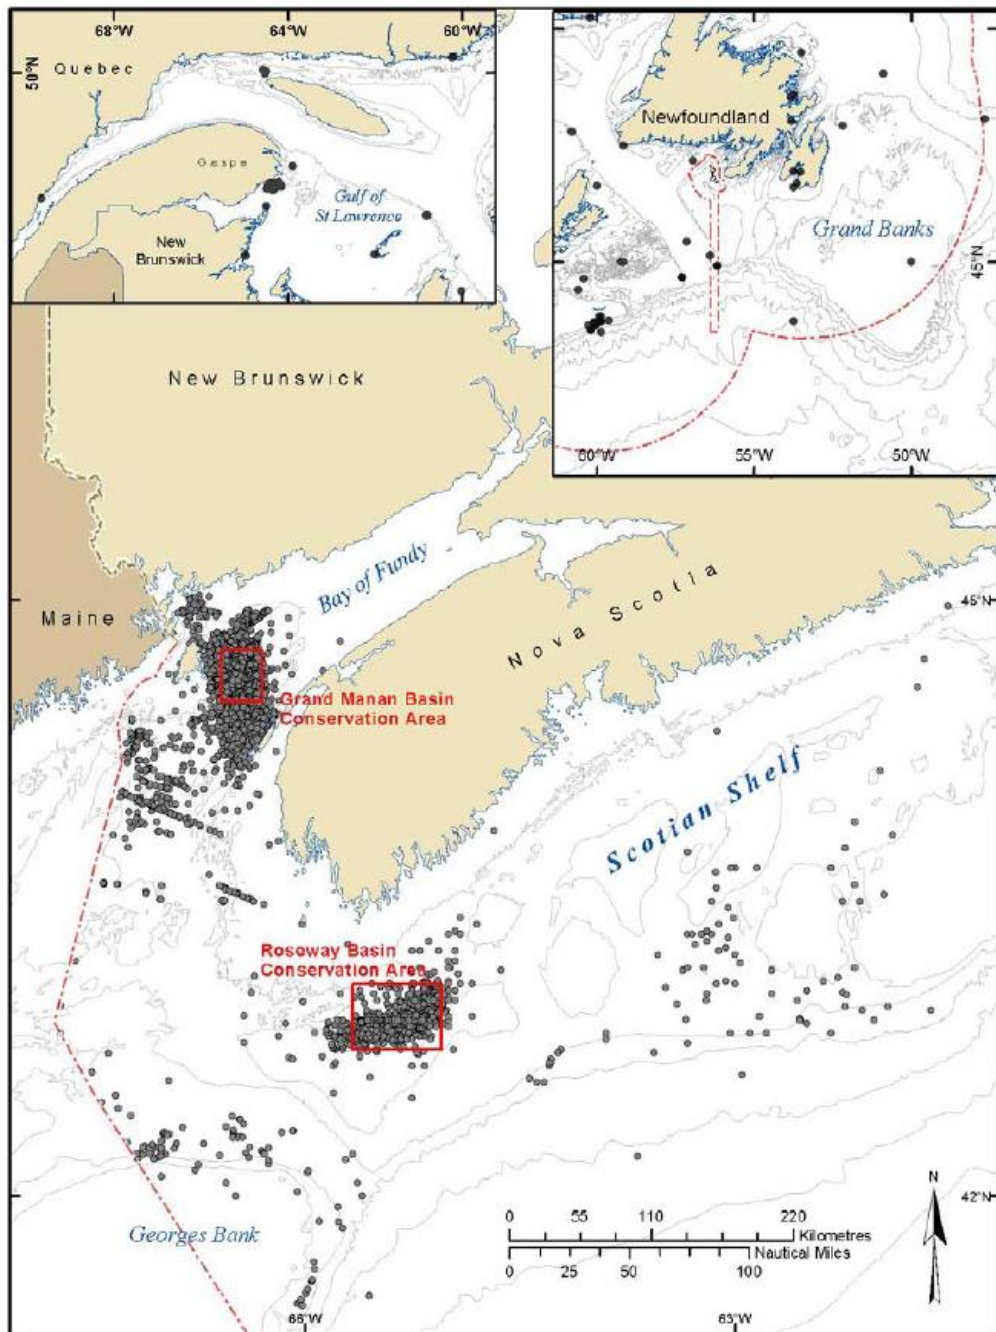 68°W
64°W
60°W
50°N
Quebec
Gaspe
Gulf of
St Lawrence
New
Brunswick
Newfoundland
Grand Banks
45°N
60°W
55°W
50°W
New Brunswick
Bay of Fundy
Maine
Nova Scotia
45°N
Grand Manan Basin
Conservation Area
Scotian Shelf
Roseway Basin
Conservation Area
N
42°N
Georges Bank
0 55 110 220
Kilometres
Nautical Miles
0 25 50 100
66°W
63°W